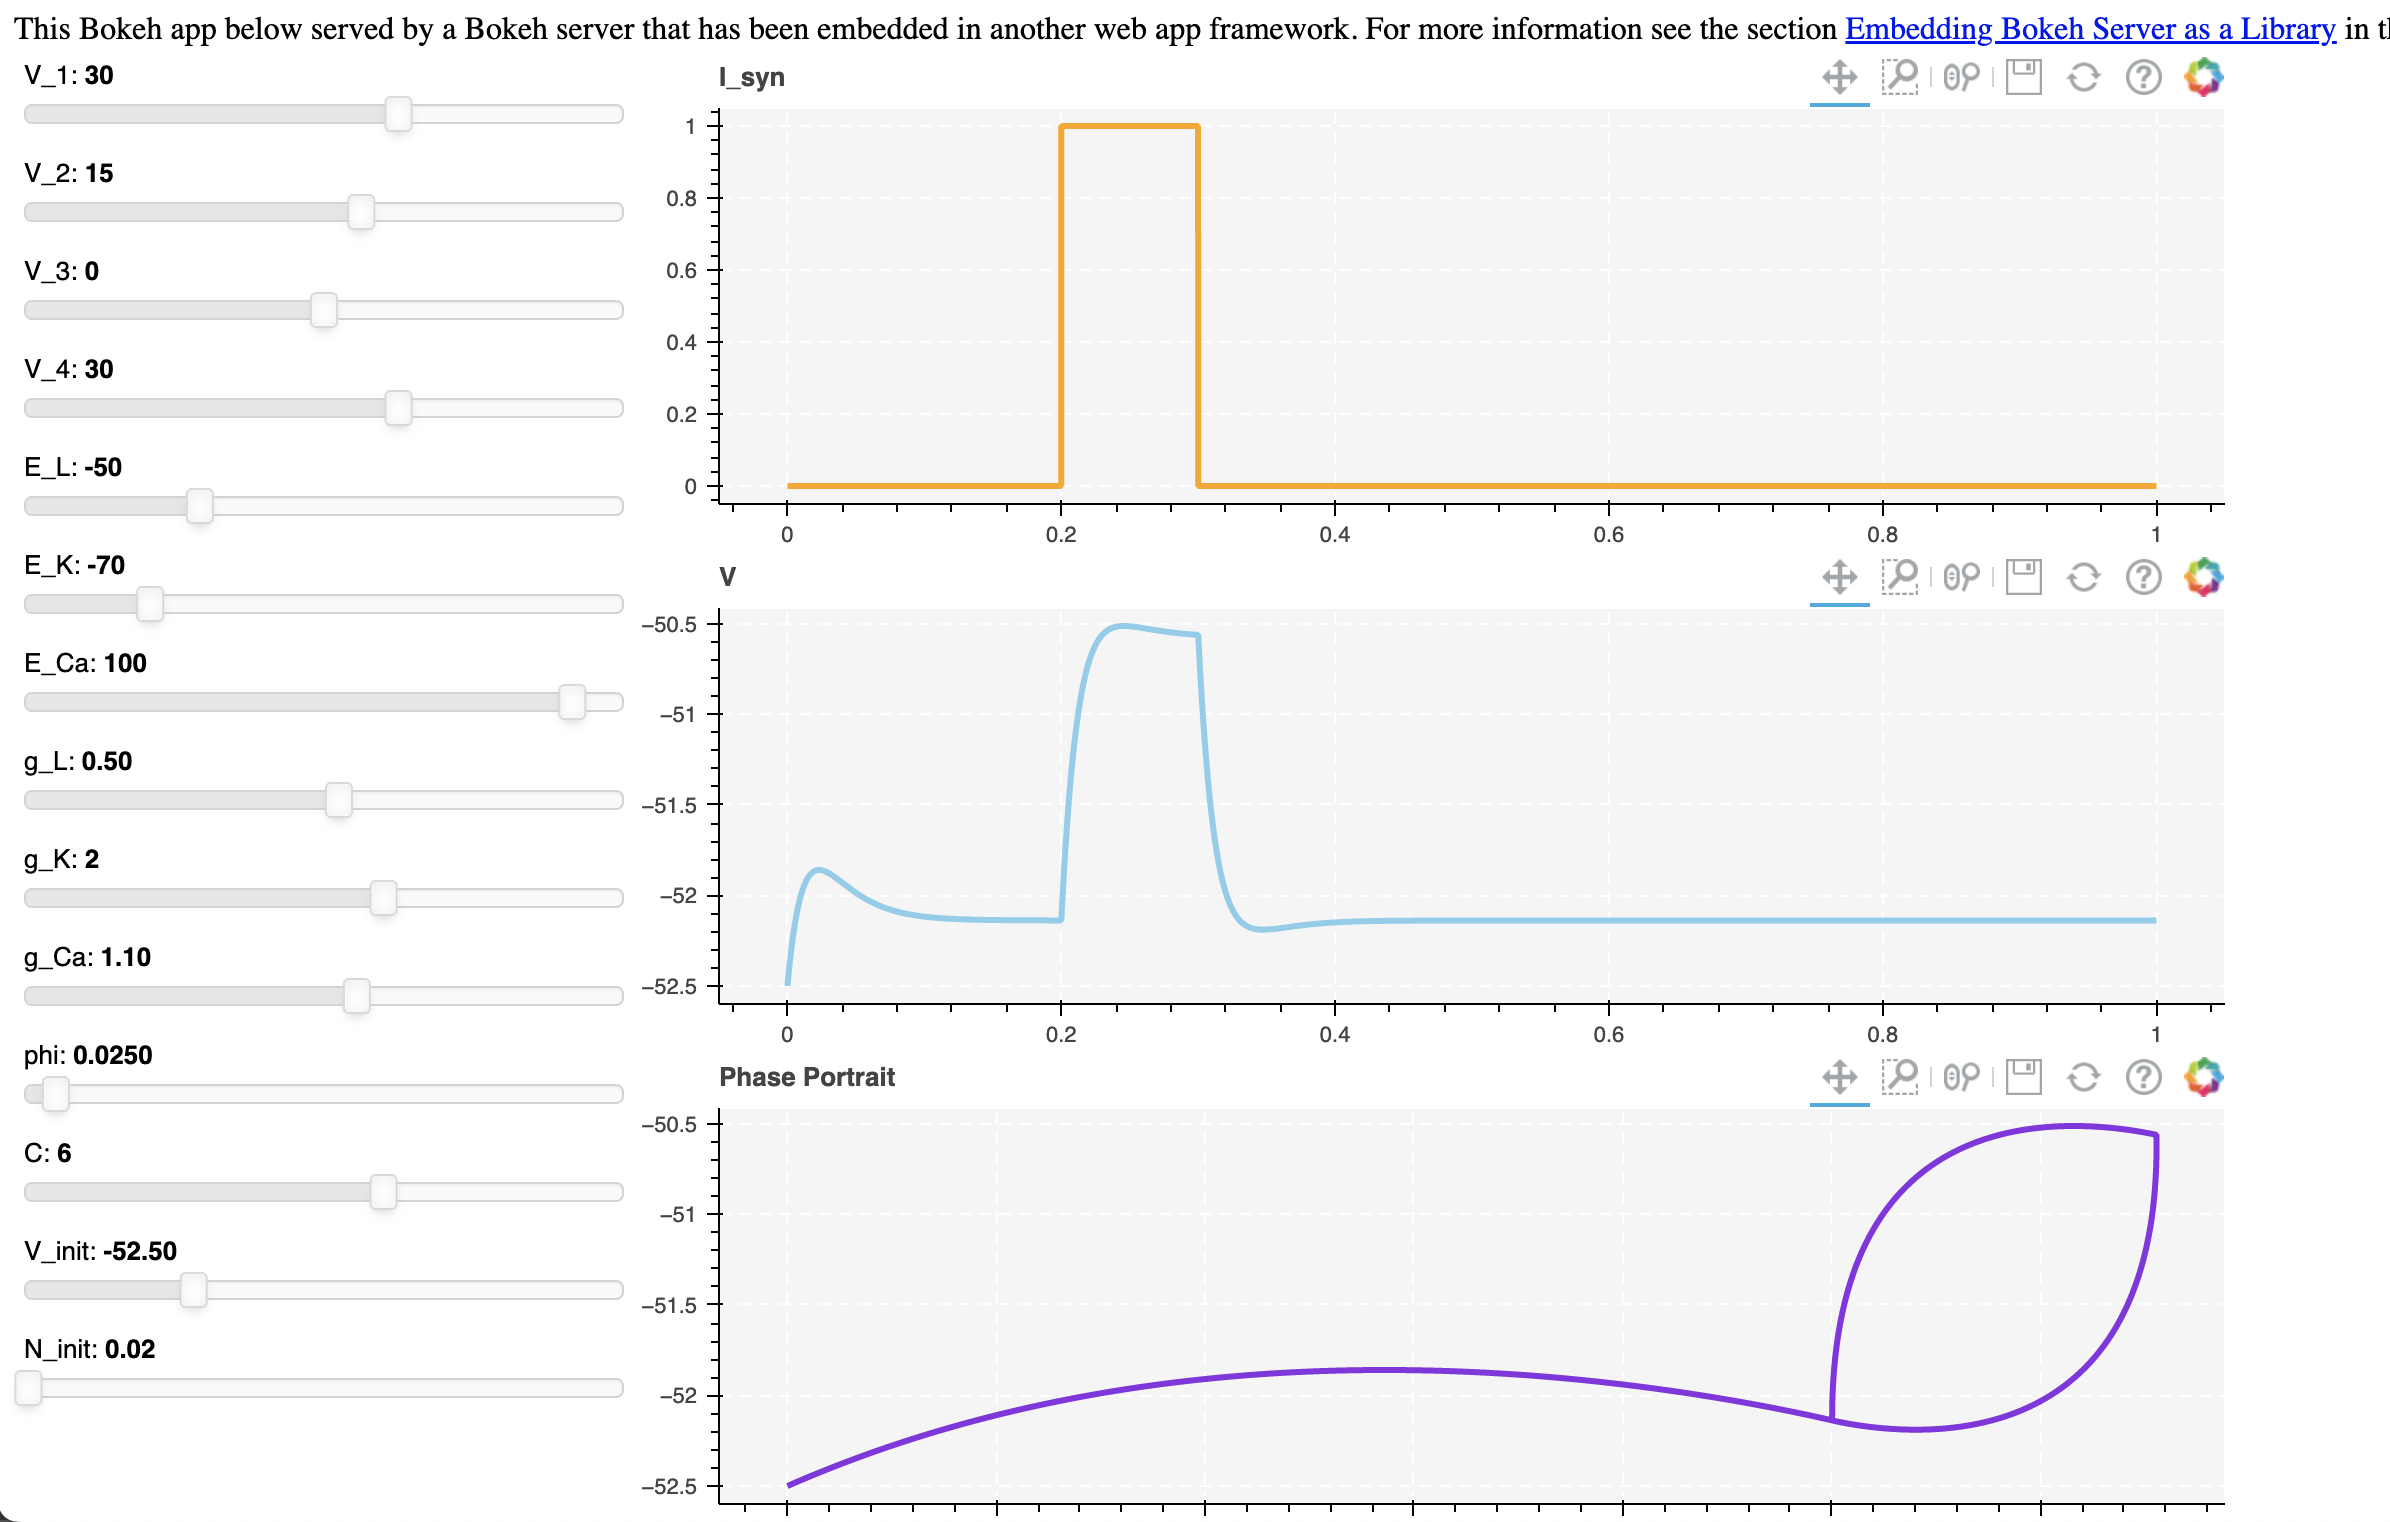 This Bokeh app below served by a Bokeh server that has been embedded in another web app framework. For more information see the section Embedding Bokeh Server as a Library in
V_1: 30
V_2: 15
V_3: 0
V_4: 30
E_L: -50
E_K: -70
E_Ca: 100
g_L: 0.50
g_K: 2
g_Ca: 1.10
phi: 0.0250
C: 6
V_init: -52.50
N_init: 0.02
I_syn
1
0.8
0.6
0.4
0.2
0
0 0.2 0.4 0.6 0.8 1
V
−50.5
−51
−51.5
−52
−52.5
0 0.2 0.4 0.6 0.8 1
Phase Portrait
−50.5
−51
−51.5
−52
−52.5